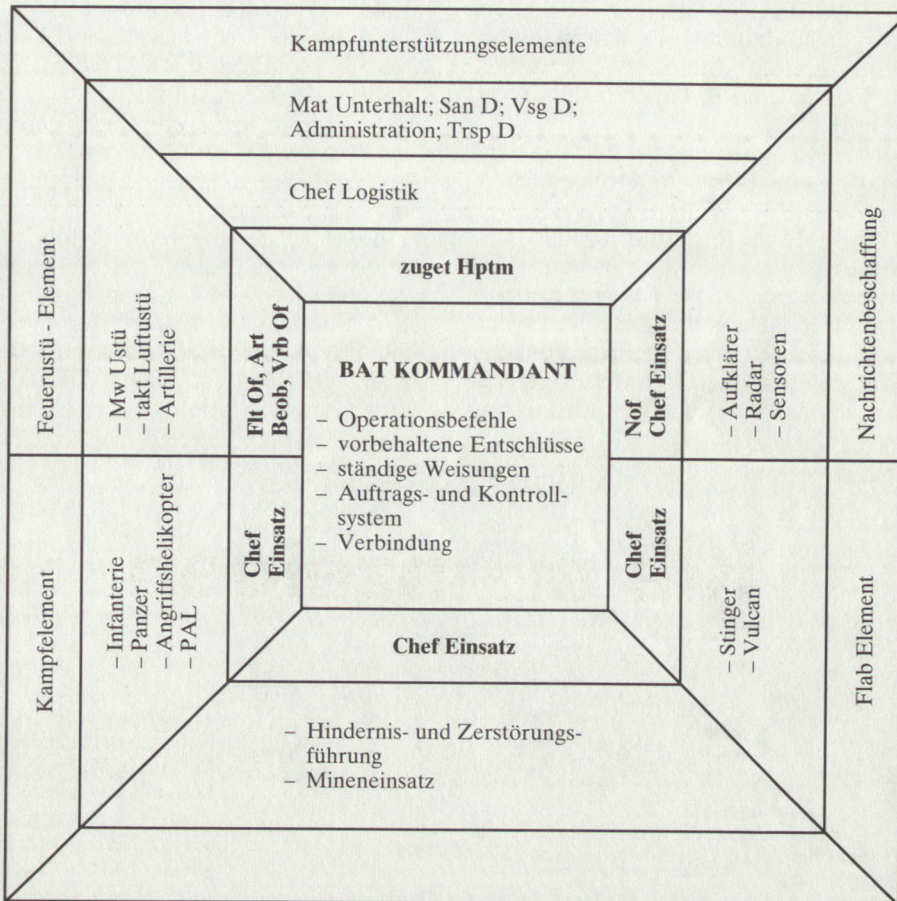 Kampfunterstützungselemente
Mat Unterhalt; San D; Vsg D;
Administration; Trsp D
Chef Logistik
zuget Hptm
Feuerustü - Element
– Mw Ustü
– takt Luftustü
– Artillerie
Flt Of, Art
Beob, Vrb Of
BAT KOMMANDANT
– Operationsbefehle
– vorbehaltene Entschlüsse
– ständige Weisungen
– Auftrags- und Kontroll-
system
– Verbindung
Nof
Chef Einsatz
– Aufklärer
– Radar
– Sensoren
Nachrichtenbeschaffung
Kampfelement
– Infanterie
– Panzer
– Angriffshelikopter
– PAL
Chef
Einsatz
Chef
Einsatz
– Stinger
– Vulcan
Flab Element
Chef Einsatz
– Hindernis- und Zerstörungs-
führung
– Mineneinsatz